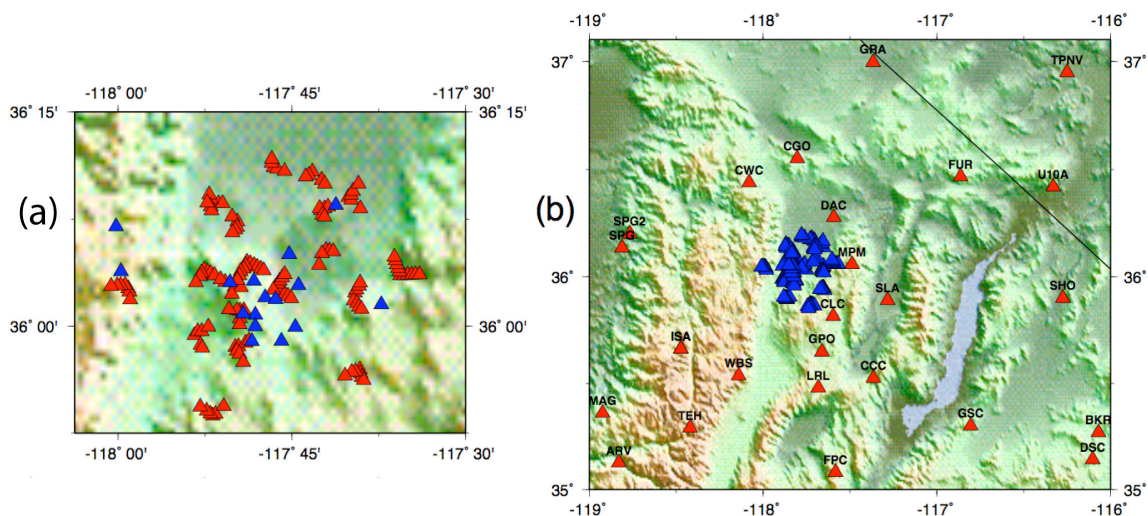 (a)
-118° 00'
-117° 45'
-117° 30'
36° 15'
36° 15'
36° 00'
36° 00'
-118° 00'
-117° 45'
-117° 30'
(b)
-119°
-118°
-117°
-116°
37°
37°
GRA
TPNV
CGO
CWC
FUR
U10A
DAC
SPG2
SPG
MPM
36°
36°
SLA
SHO
CLC
ISA
GPO
WBS
LRL
CCC
MAG
TEH
GSC
BKR
ARV
FPC
DSC
35°
35°
-119°
-118°
-117°
-116°